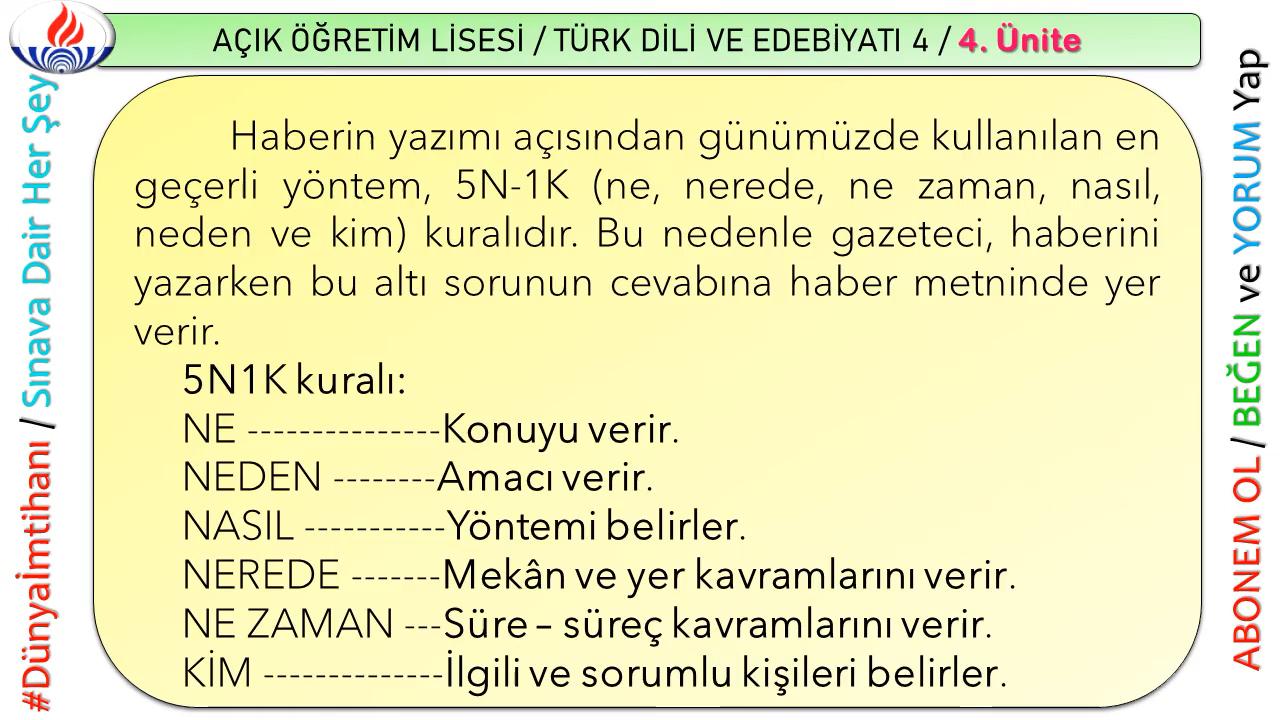 AÇIK ÖĞRETİM LİSESİ / TÜRK DİLİ VE EDEBİYATI 4 / 4. Ünite
#Dünyaİmtihanı / Sınava Dair Her Şey
Haberin yazımı açısından günümüzde kullanılan en
geçerli yöntem, 5N-1K (ne, nerede, ne zaman, nasıl,
neden ve kim) kuralıdır. Bu nedenle gazeteci, haberini
yazarken bu altı sorunun cevabına haber metninde yer
verir.
5N1K kuralı:
NE ---------------Konuyu verir.
NEDEN --------Amacı verir.
NASIL -----------Yöntemi belirler.
NEREDE -------Mekân ve yer kavramlarını verir.
NE ZAMAN ---Süre – süreç kavramlarını verir.
KİM --------------İlgili ve sorumlu kişileri belirler.
ABONEM OL / BEĞEN ve YORUM Yap